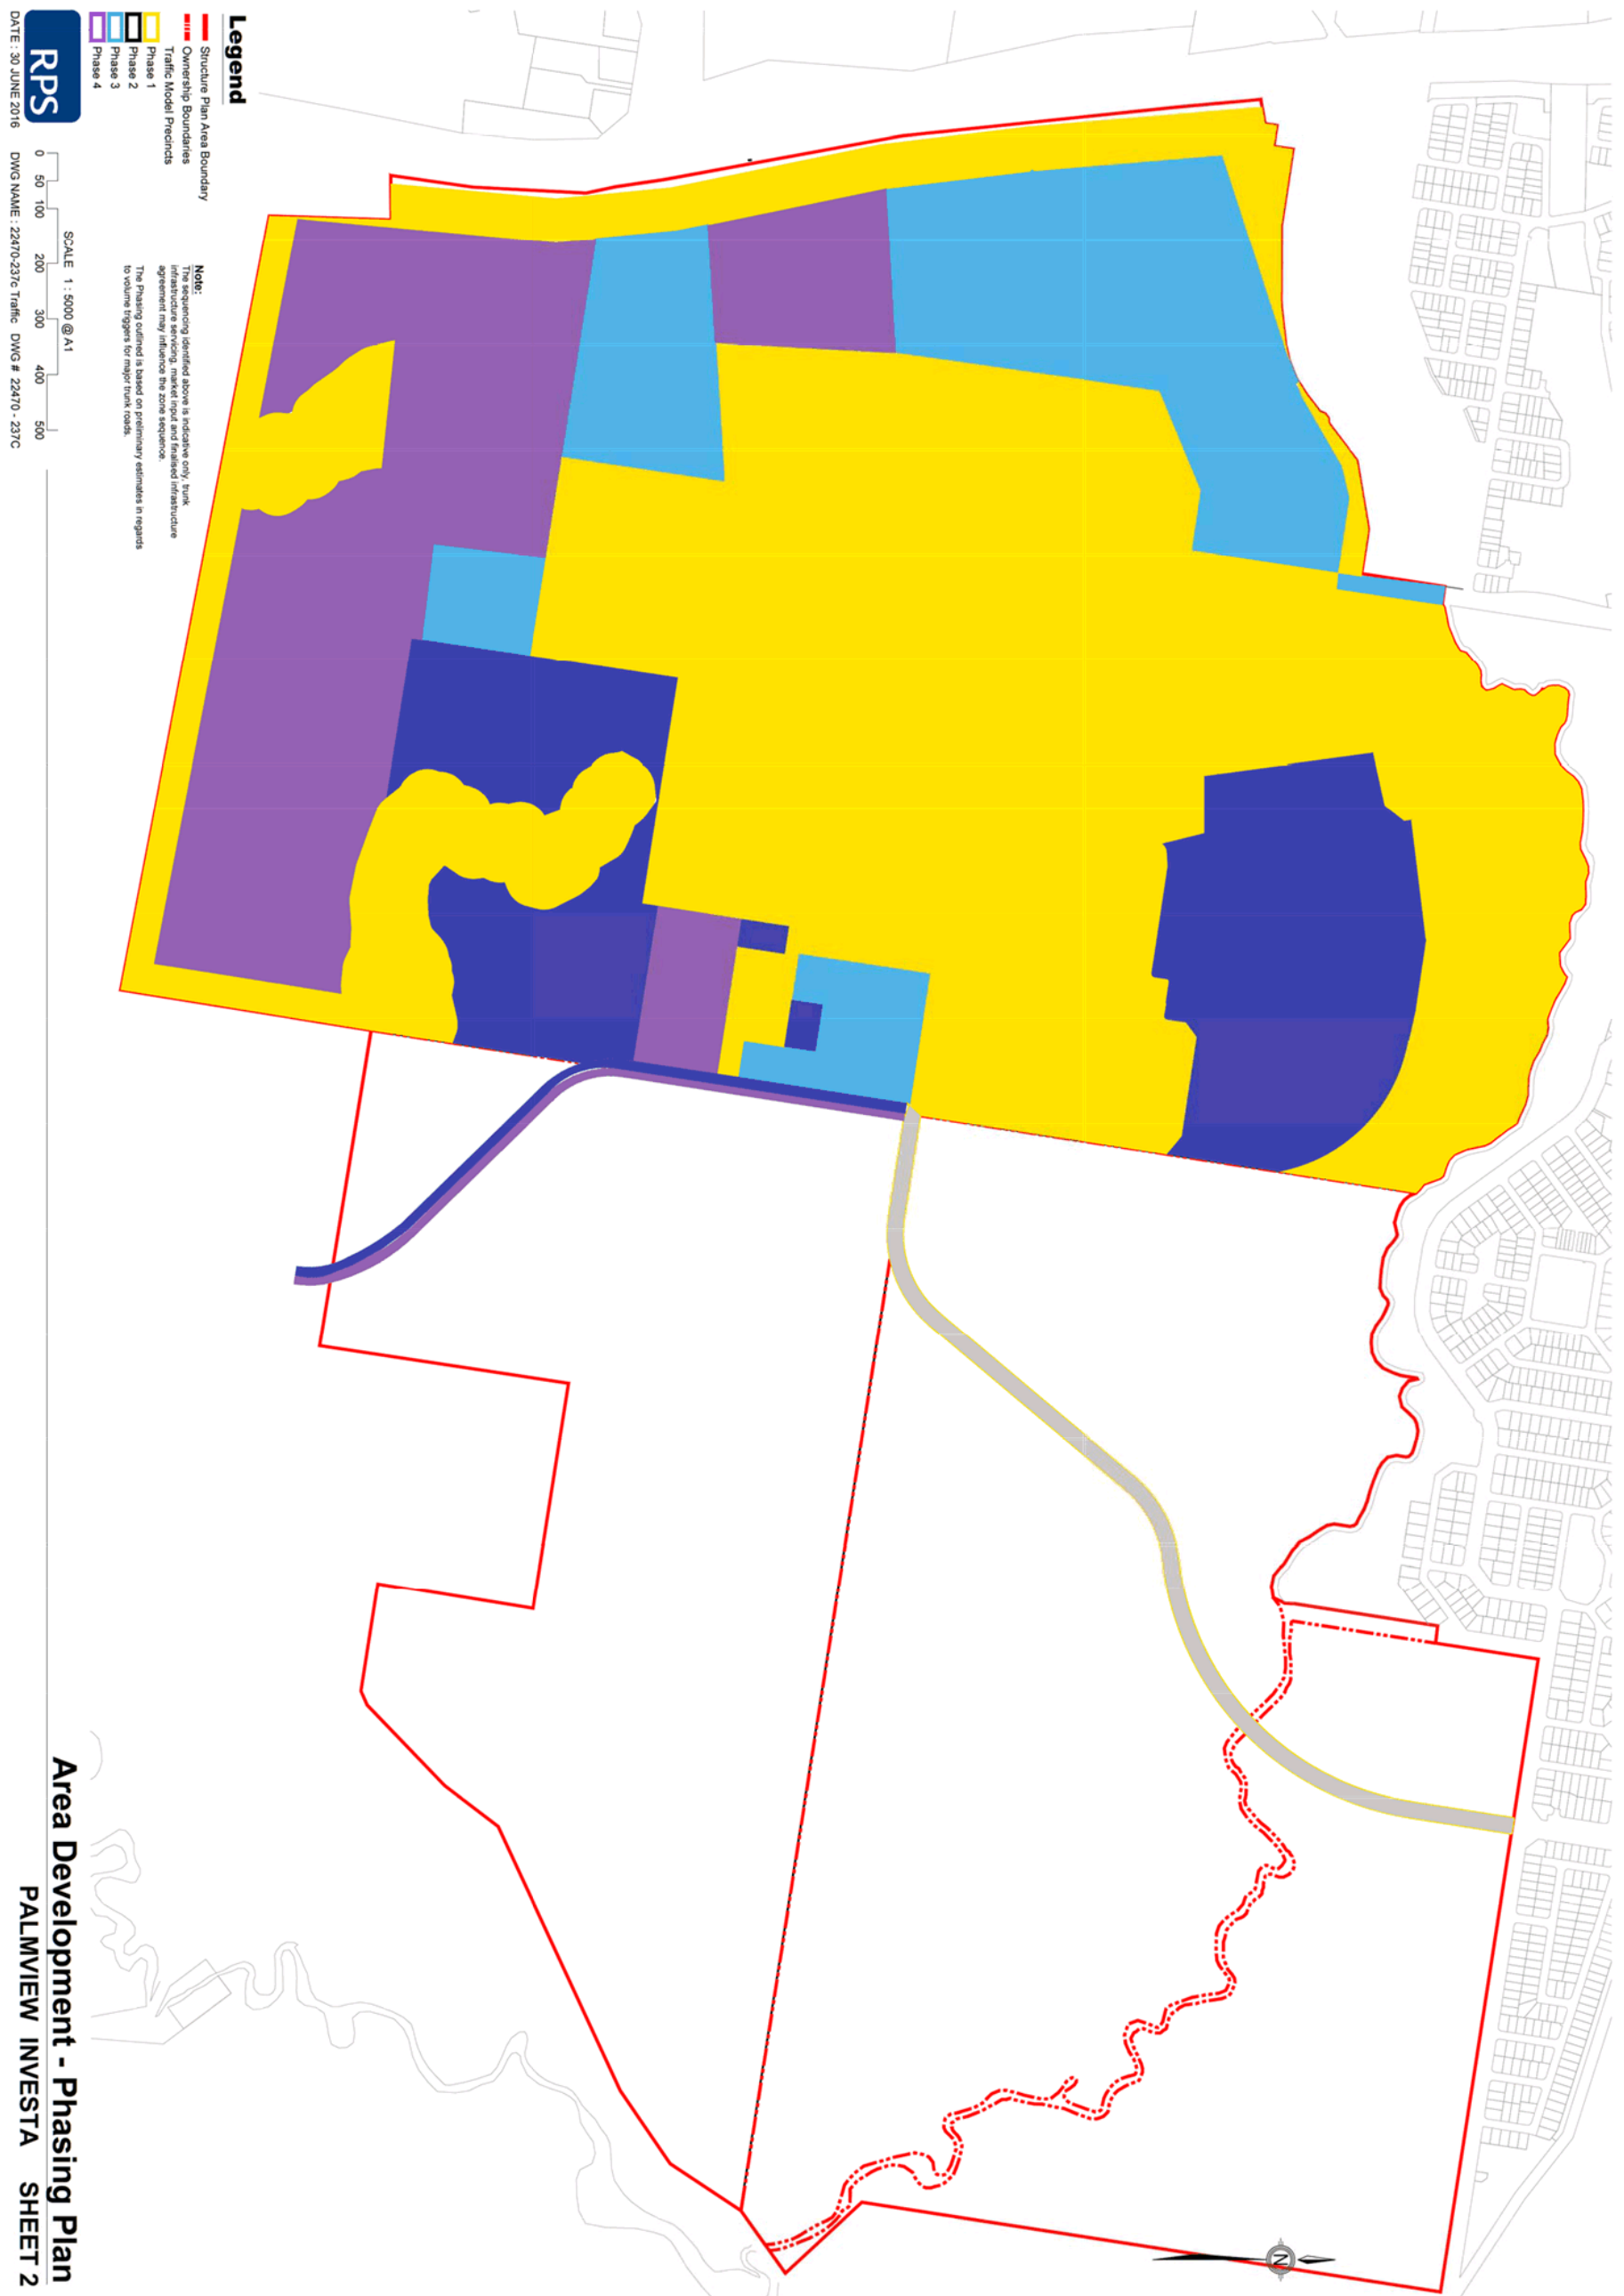 Legend
Structure Plan Area Boundary
Ownership Boundaries
Traffic Model Precincts
Phase 1
Phase 2
Phase 3
Phase 4
RPS
DATE : 30 JUNE 2016 DWG NAME : 22470-237c Traffic DWG # 22470 - 237C
SCALE 1 : 5000 @ A1
0 50 100 200 300 400 500
Note:
The sequencing identified above is indicative only, trunk
infrastructure servicing, market input and finalised infrastructure
agreement may influence the zone sequence.
The Phasing outlined is based on preliminary estimates in regards
to volume triggers for major trunk roads.
N
Area Development - Phasing Plan
PALMVIEW INVESTA SHEET 2